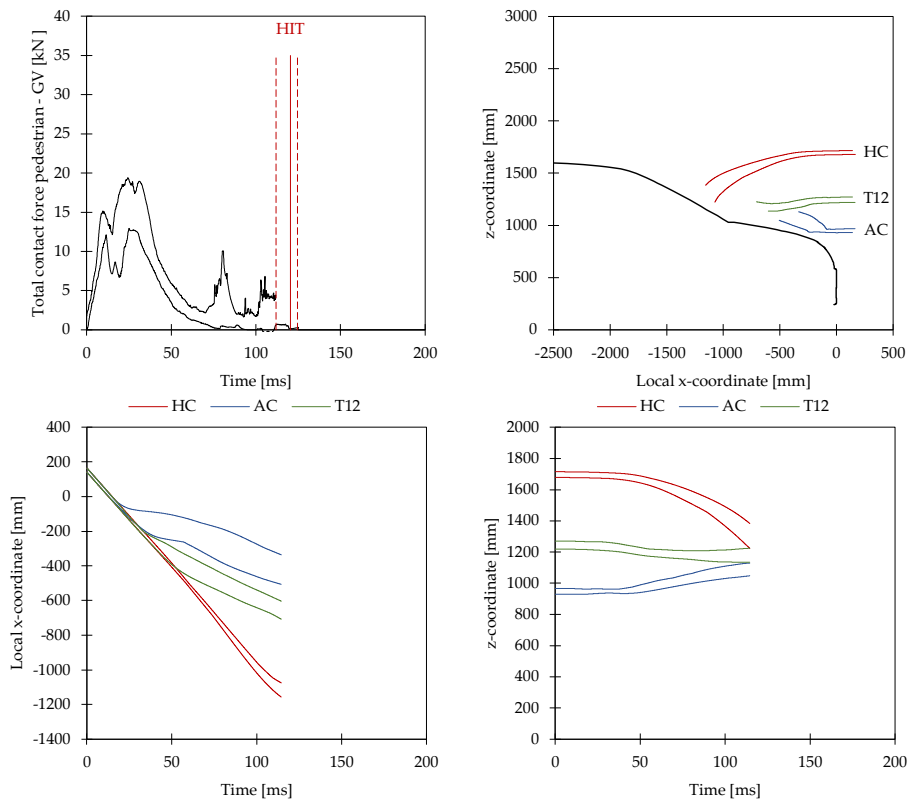 Total contact force pedestrian - GV [kN]
40
35
30
25
20
15
10
5
0
HIT
0 50 100 150 200
Time [ms]
z-coordinate [mm]
3000
2500
2000
1500
1000
500
0
HC
T12
AC
-2500 -2000 -1500 -1000 -500 0
Local x-coordinate [mm]
HC AC T12
Local x-coordinate [mm]
400
200
0
-200
-400
-600
-800
-1000
-1200
-1400
0 50 100 150 200
Time [ms]
HC AC T12
z-coordinate [mm]
2000
1800
1600
1400
1200
1000
800
600
400
200
0
0 50 100 150 200
Time [ms]